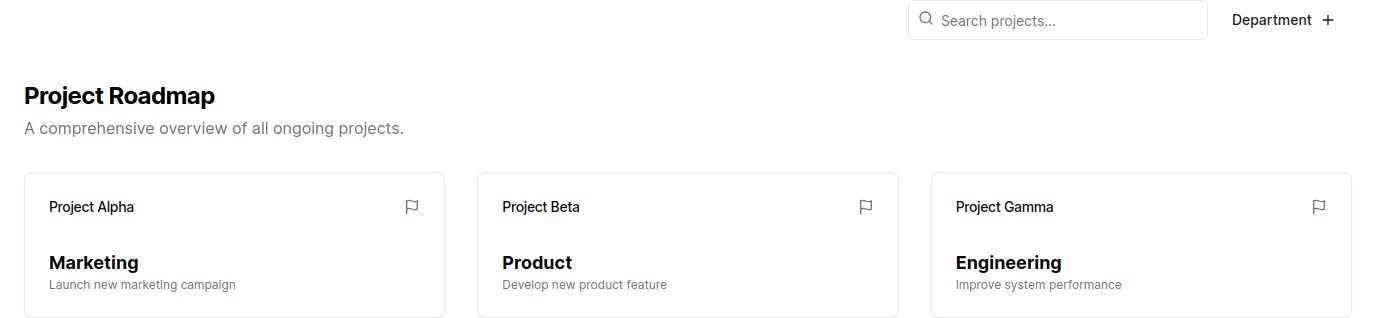 Search projects...
Department
Project Roadmap
A comprehensive overview of all ongoing projects.
Project Alpha
Marketing
Launch new marketing campaign
Project Beta
Product
Develop new product feature
Project Gamma
Engineering
Improve system performance